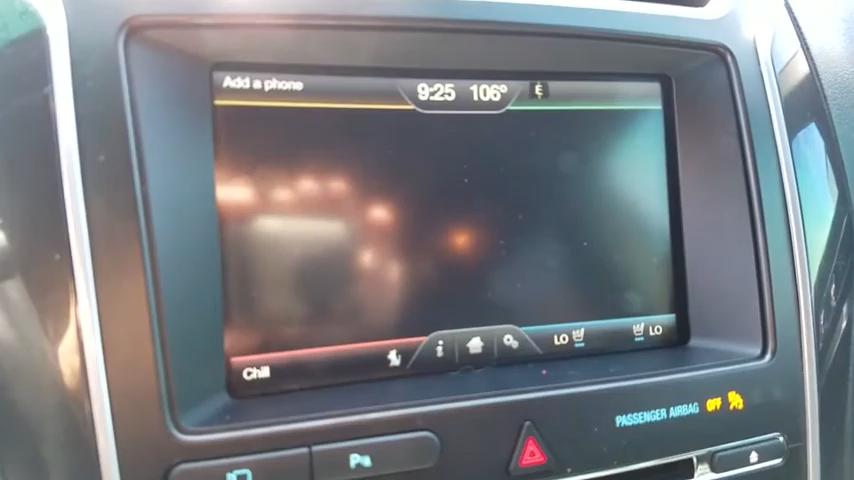 Add a phone
9:25 106° E
LO LO
Chill
PASSENGER AIRBAG OFF
P